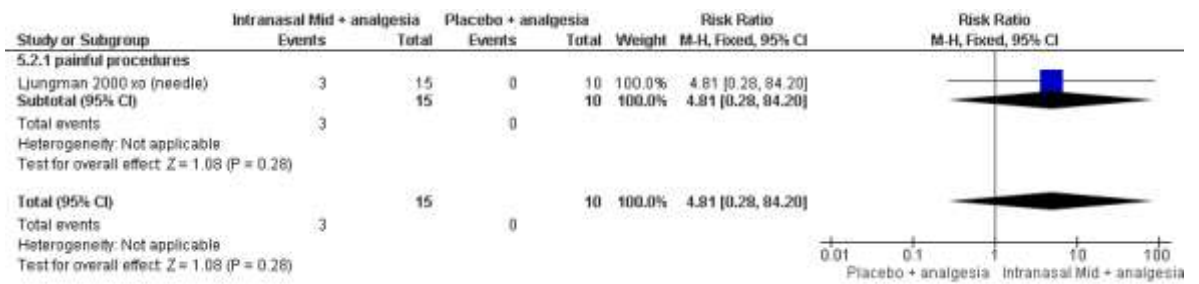 Intranasal Mid + analgesia Placebo + analgesia Risk Ratio Risk Ratio
Study or Subgroup Events Total Events Total Weight M-H, Fixed, 95% CI M-H, Fixed, 95% CI
5.2.1 painful procedures
Ljungman 2000 xo (needle) 3 15 0 10 100.0% 4.81 [0.28, 84.20]
Subtotal (95% CI) 15 10 100.0% 4.81 [0.28, 84.20]
Total events 3 0
Heterogeneity: Not applicable
Test for overall effect: Z = 1.08 (P = 0.28)
Total (95% CI) 15 10 100.0% 4.81 [0.28, 84.20]
Total events 3 0
Heterogeneity: Not applicable
Test for overall effect: Z = 1.08 (P = 0.28)
0.01 0.1 1 10 100
Placebo + analgesia Intranasal Mid + analgesia